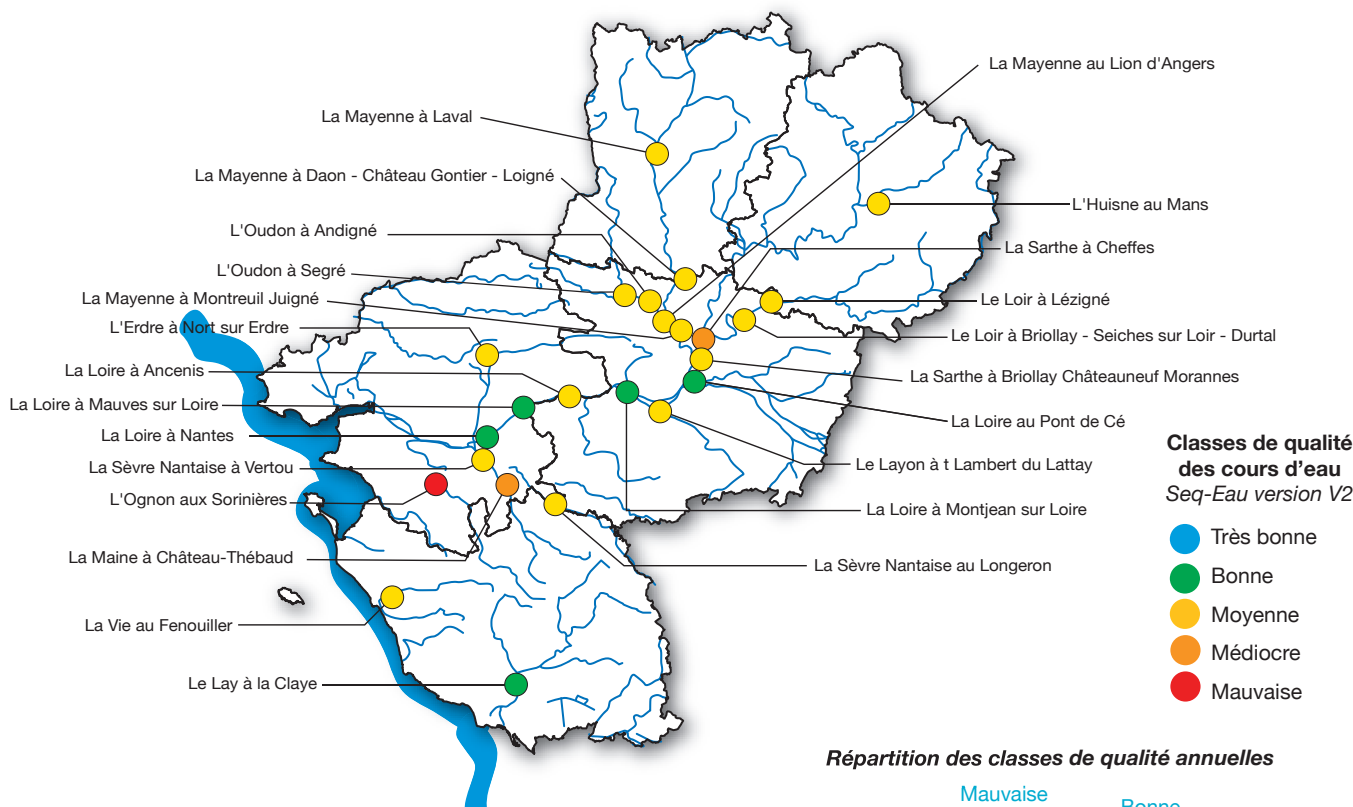 La Mayenne au Lion d'Angers
La Mayenne à Laval
La Mayenne à Daon - Château Gontier - Loigné
L'Huisne au Mans
L'Oudon à Andigné
La Sarthe à Cheffes
L'Oudon à Segré
La Mayenne à Montreuil Juigné
Le Loir à Lézigné
L'Erdre à Nort sur Erdre
Le Loir à Briollay - Seiches sur Loir - Durtal
La Loire à Ancenis
La Sarthe à Briollay Châteauneuf Morannes
La Loire à Mauves sur Loire
La Loire au Pont de Cé
La Loire à Nantes
La Sèvre Nantaise à Vertou
Le Layon à t Lambert du Lattay
L'Ognon aux Sorinières
La Loire à Montjean sur Loire
La Maine à Château-Thébaud
La Sèvre Nantaise au Longeron
La Vie au Fenouiller
Le Lay à la Claye
Classes de qualité
des cours d'eau
Seq-Eau version V2
Très bonne
Bonne
Moyenne
Médiocre
Mauvaise
Répartition des classes de qualité annuelles
Mauvaise
Bonne